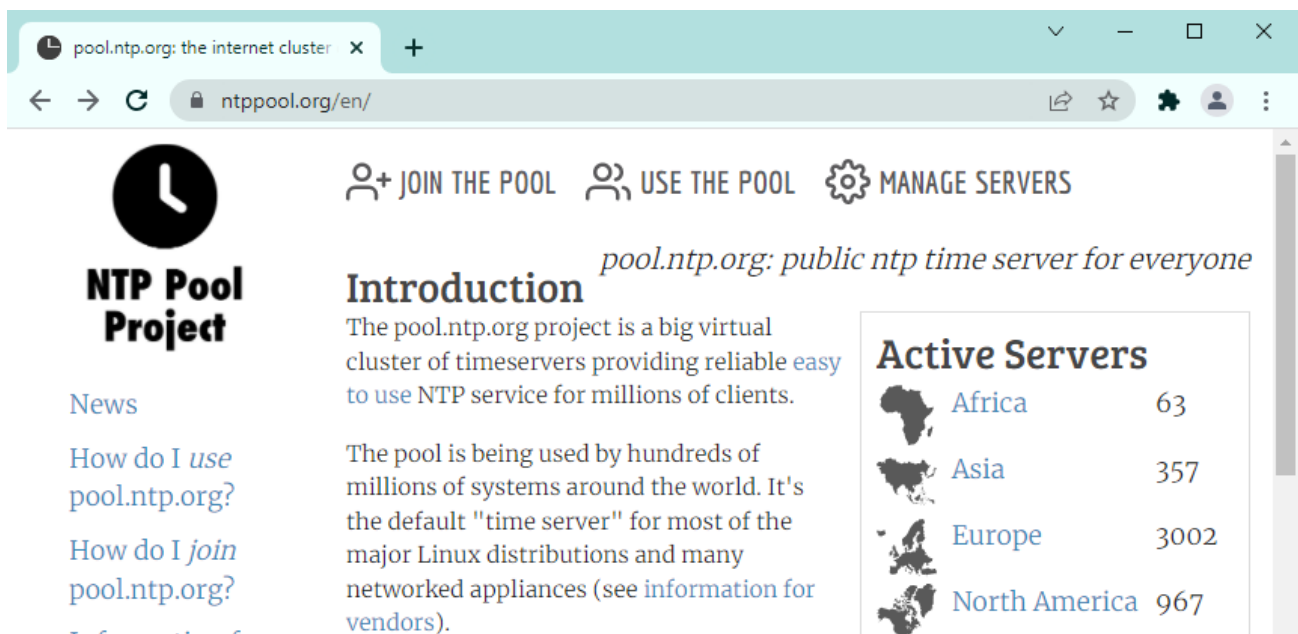 pool.ntp.org: the internet cluster
ntppool.org/en/
NTP Pool
Project
JOIN THE POOL USE THE POOL MANAGE SERVERS
pool.ntp.org: public ntp time server for everyone
News
How do I use
pool.ntp.org?
How do I join
pool.ntp.org?
Introduction
The pool.ntp.org project is a big virtual
cluster of timeservers providing reliable easy
to use NTP service for millions of clients.
The pool is being used by hundreds of
millions of systems around the world. It's
the default "time server" for most of the
major Linux distributions and many
networked appliances (see information for
vendors).
Active Servers
Africa 63
Asia 357
Europe 3002
North America 967